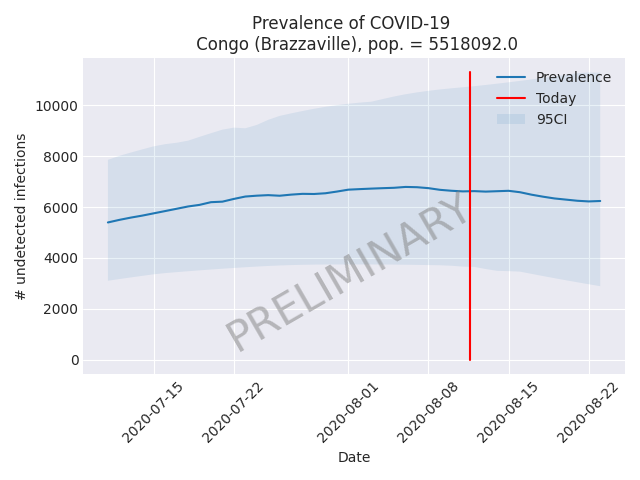 Prevalence of COVID-19
Congo (Brazzaville), pop. = 5518092.0
Prevalence
Today
95CI
10000
8000
6000
4000
2000
0
# undetected infections
PRELIMINARY
2020-07-15
2020-07-22
2020-08-01
2020-08-08
2020-08-15
2020-08-22
Date